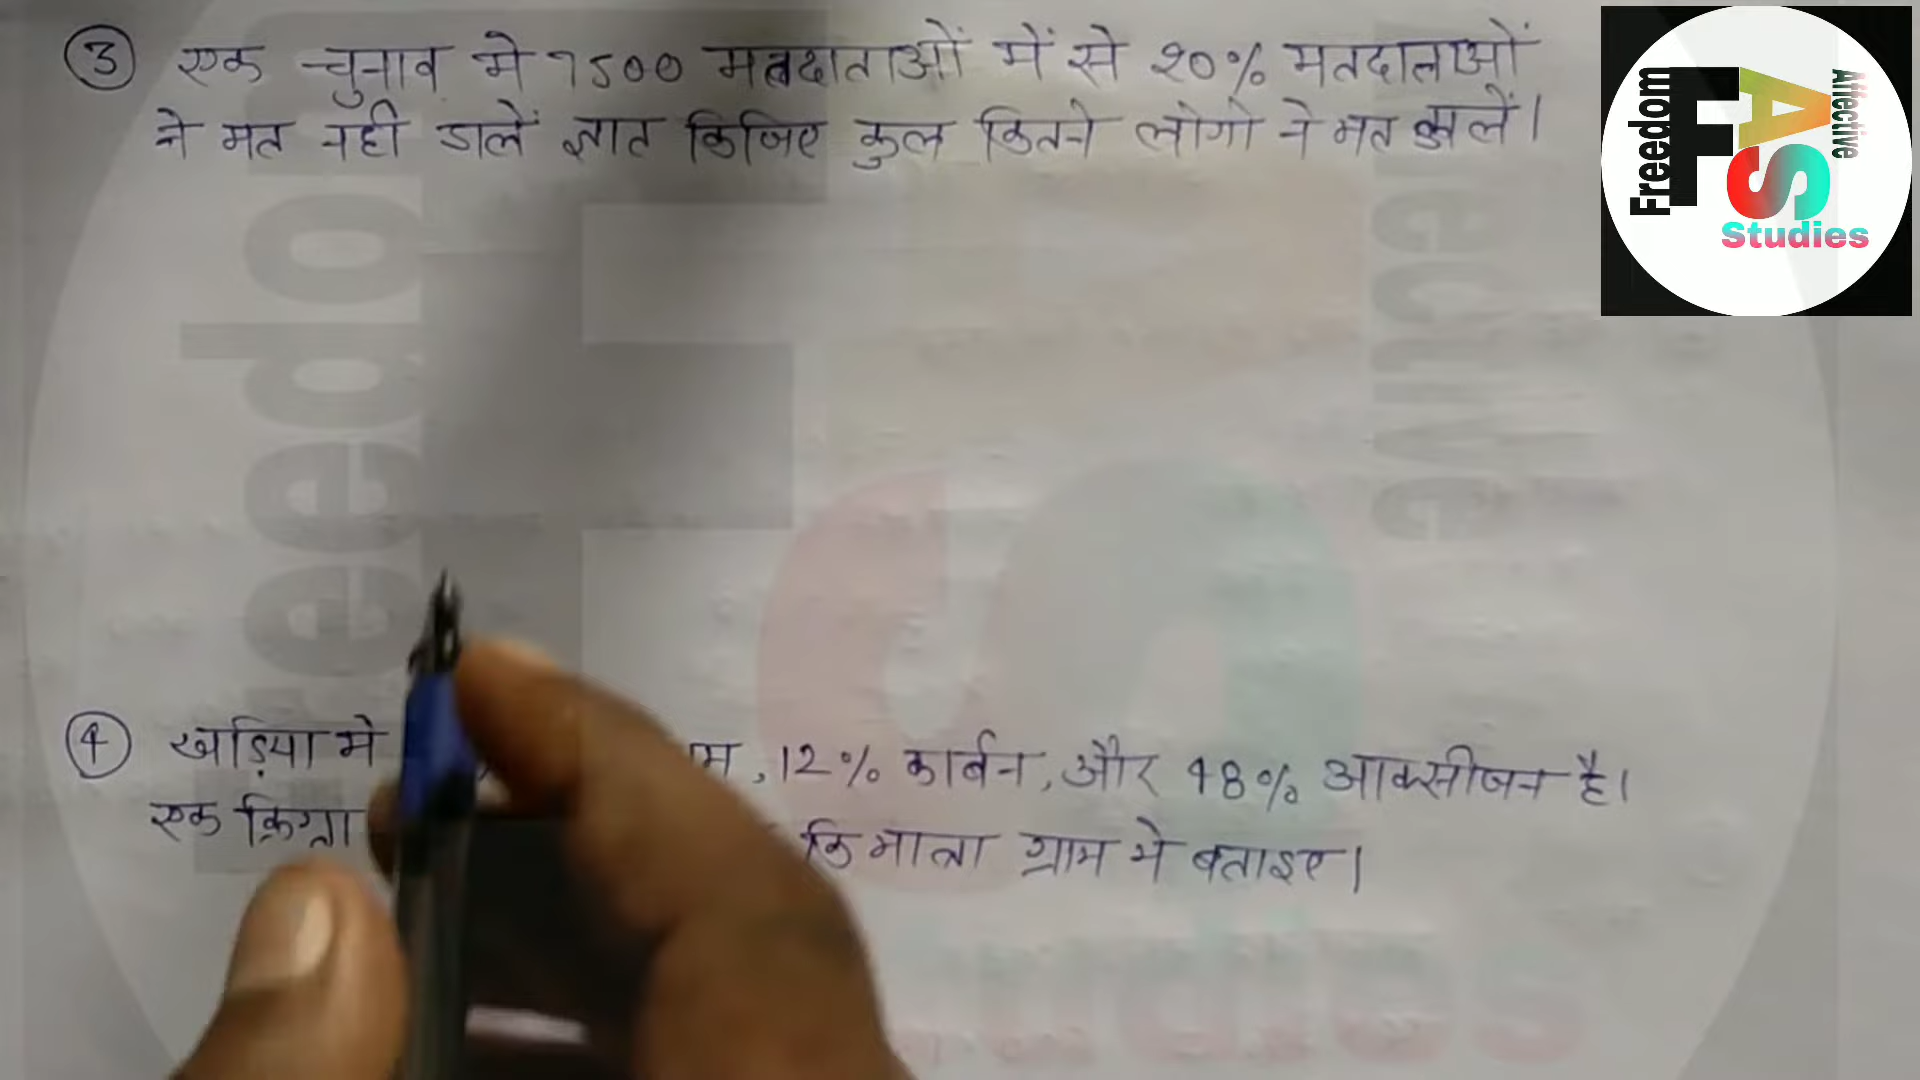 ③ एक चुनाव मे 7500 मतदाताओं में से 20% मतदाताओं
ने मत नही डालें ज्ञात किजिए कुल कितने लोगो ने मत डालें।
④ खड़िया मे , 12% कार्बन, और 48% आक्सीजन है।
एक कि मात्रा ग्राम मे बताइए।
Freedom
F
A
S
Affective
Studies